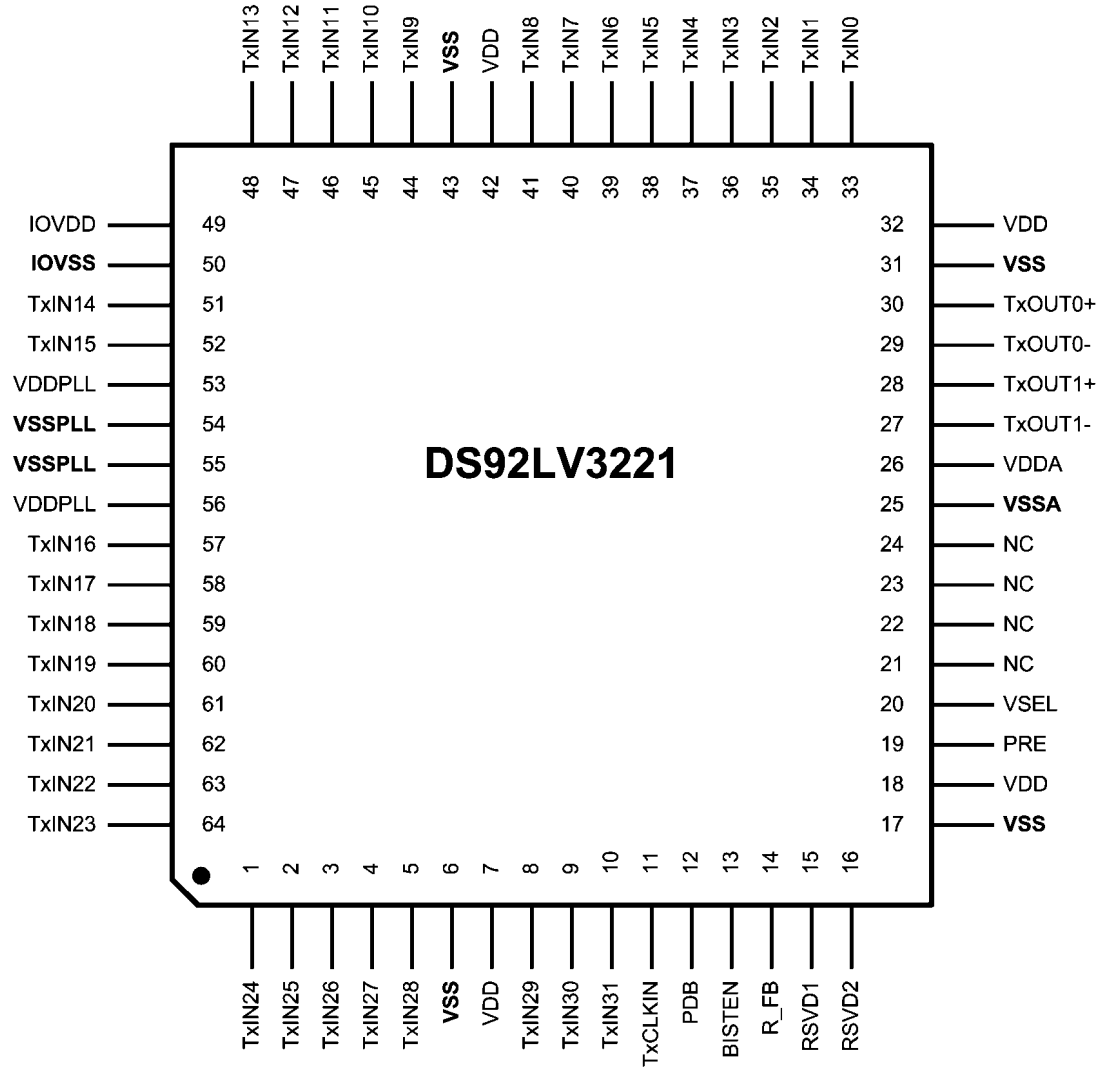 TxIN13
TxIN12
TxIN11
TxIN10
TxIN9
VSS
VDD
TxIN8
TxIN7
TxIN6
TxIN5
TxIN4
TxIN3
TxIN2
TxIN1
TxIN0
48
47
46
45
44
43
42
41
40
39
38
37
36
35
34
33
IOVDD 49
IOVSS 50
TxIN14 51
TxIN15 52
VDDPLL 53
VSSPLL 54
VSSPLL 55
VDDPLL 56
TxIN16 57
TxIN17 58
TxIN18 59
TxIN19 60
TxIN20 61
TxIN21 62
TxIN22 63
TxIN23 64
DS92LV3221
32 VDD
31 VSS
30 TxOUT0+
29 TxOUT0-
28 TxOUT1+
27 TxOUT1-
26 VDDA
25 VSSA
24 NC
23 NC
22 NC
21 NC
20 VSEL
19 PRE
18 VDD
17 VSS
1
2
3
4
5
6
7
8
9
10
11
12
13
14
15
16
TxIN24
TxIN25
TxIN26
TxIN27
TxIN28
VSS
VDD
TxIN29
TxIN30
TxIN31
TxCLKIN
PDB
BISTEN
R_FB
RSVD1
RSVD2